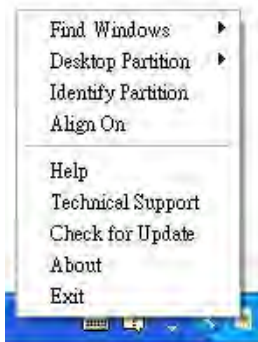 Find Windows
Desktop Partition
Identify Partition
Align On
Help
Technical Support
Check for Update
About
Exit